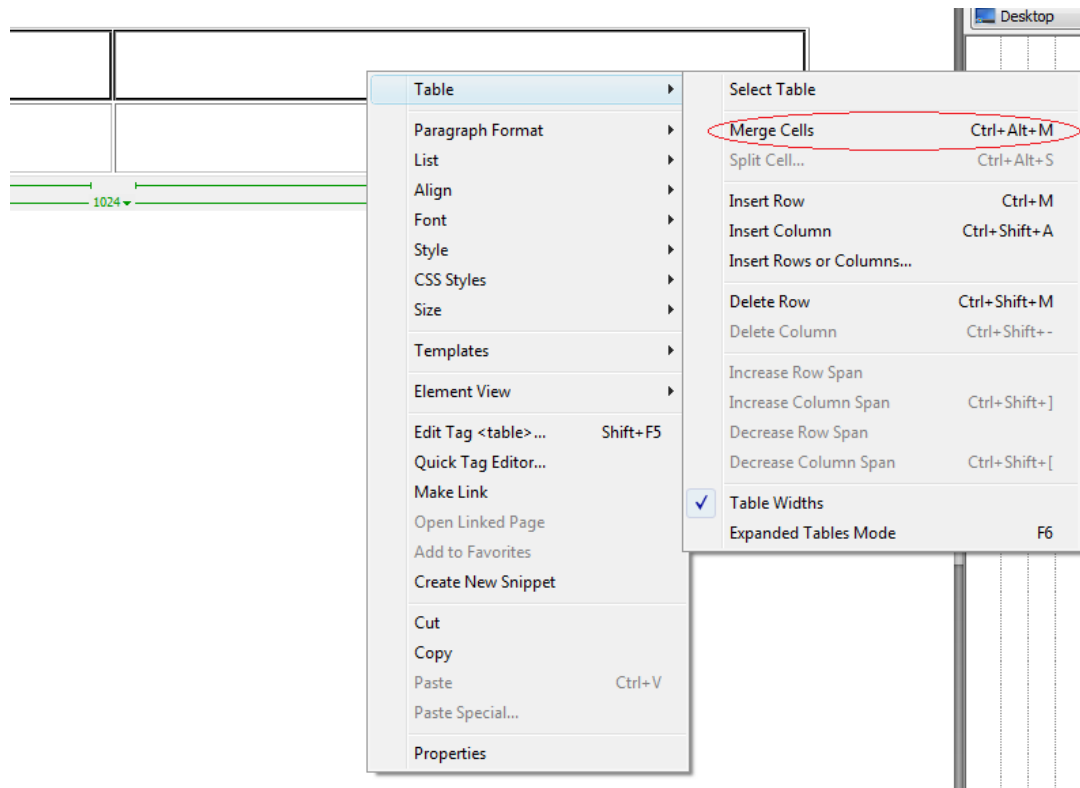 Desktop
1024
Table
Paragraph Format
List
Align
Font
Style
CSS Styles
Size
Templates
Element View
Edit Tag <table>... Shift+F5
Quick Tag Editor...
Make Link
Open Linked Page
Add to Favorites
Create New Snippet
Cut
Copy
Paste Ctrl+V
Paste Special...
Properties
Select Table
Merge Cells Ctrl+Alt+M
Split Cell... Ctrl+Alt+S
Insert Row Ctrl+M
Insert Column Ctrl+Shift+A
Insert Rows or Columns...
Delete Row Ctrl+Shift+M
Delete Column Ctrl+Shift+-
Increase Row Span
Increase Column Span Ctrl+Shift+]
Decrease Row Span
Decrease Column Span Ctrl+Shift+[
Table Widths
Expanded Tables Mode F6